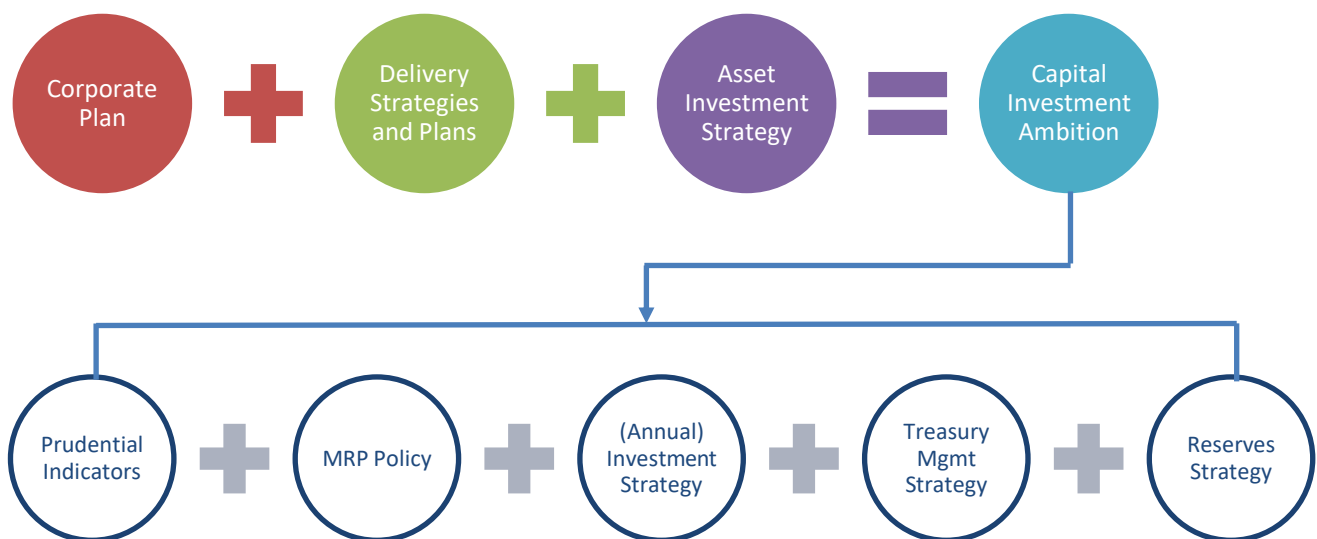 Corporate
Plan
Delivery
Strategies
and Plans
Asset
Investment
Strategy
Capital
Investment
Ambition
Prudential
Indicators
MRP Policy
(Annual)
Investment
Strategy
Treasury
Mgmt
Strategy
Reserves
Strategy